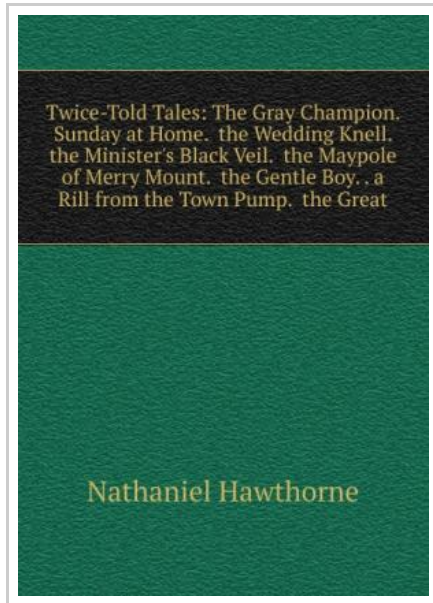 Twice-Told Tales: The Gray Champion.
Sunday at Home. the Wedding Knell.
the Minister's Black Veil. the Maypole
of Merry Mount. the Gentle Boy. . a
Rill from the Town Pump. the Great
Nathaniel Hawthorne